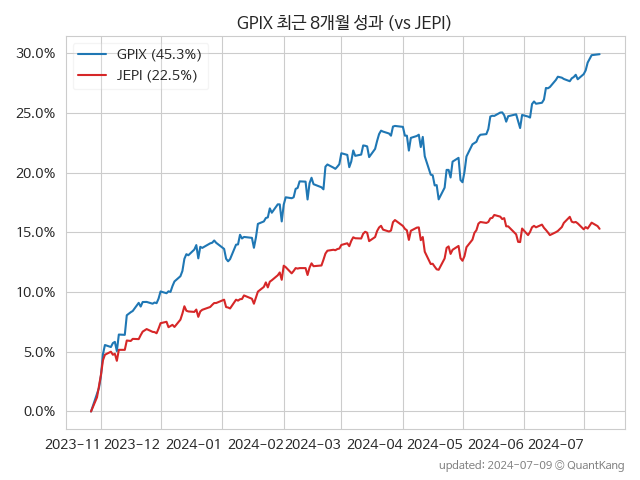 GPIX 최근 8개월 성과 (vs JEPI)
GPIX (45.3%)
JEPI (22.5%)
30.0%
25.0%
20.0%
15.0%
10.0%
5.0%
0.0%
2023-11 2023-12 2024-01 2024-02 2024-03 2024-04 2024-05 2024-06 2024-07
updated: 2024-07-09 © QuantKang